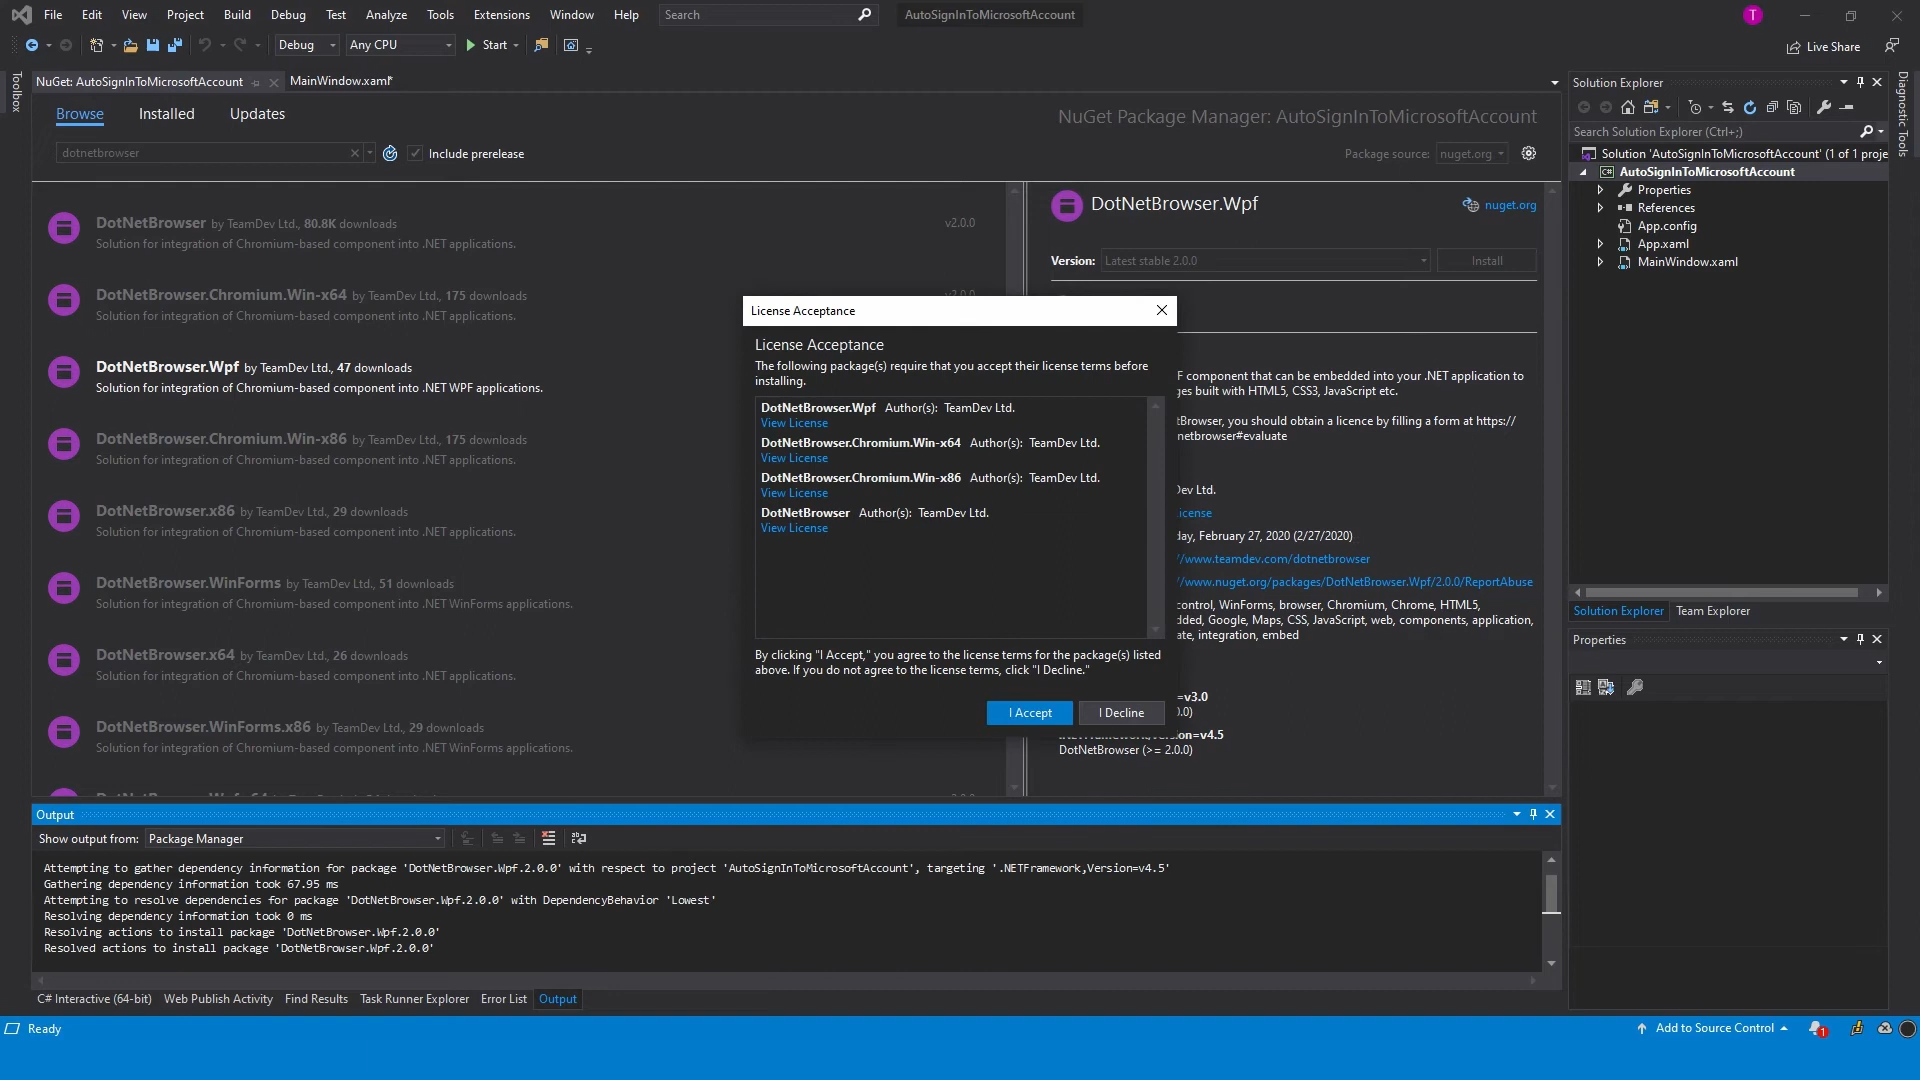 File Edit View Project Build Debug Test Analyze Tools Extensions Window Help Search AutoSignInToMicrosoftAccount T
Debug Any CPU Start Live Share
Toolbox
NuGet: AutoSignInToMicrosoftAccount MainWindow.xaml*
Browse Installed Updates NuGet Package Manager: AutoSignInToMicrosoftAccount
dotnetbrowser Include prerelease Package source: nuget.org
DotNetBrowser by TeamDev Ltd., 80.8K downloads v2.0.0
Solution for integration of Chromium-based component into .NET applications.
DotNetBrowser.Chromium.Win-x64 by TeamDev Ltd., 175 downloads
Solution for integration of Chromium-based component into .NET applications.
DotNetBrowser.Wpf by TeamDev Ltd., 47 downloads
Solution for integration of Chromium-based component into .NET WPF applications.
DotNetBrowser.Chromium.Win-x86 by TeamDev Ltd., 175 downloads
Solution for integration of Chromium-based component into .NET applications.
DotNetBrowser.x86 by TeamDev Ltd., 29 downloads
Solution for integration of Chromium-based component into .NET applications.
DotNetBrowser.WinForms by TeamDev Ltd., 51 downloads
Solution for integration of Chromium-based component into .NET WinForms applications.
DotNetBrowser.x64 by TeamDev Ltd., 26 downloads
Solution for integration of Chromium-based component into .NET applications.
DotNetBrowser.WinForms.x86 by TeamDev Ltd., 29 downloads
Solution for integration of Chromium-based component into .NET WinForms applications.
DotNetBrowser.Wpf nuget.org
Version: Latest stable 2.0.0 Install
F component that can be embedded into your .NET application to
ges built with HTML5, CSS3, JavaScript etc.
tBrowser, you should obtain a licence by filling a form at https://
netbrowser#evaluate
Dev Ltd.
icense
day, February 27, 2020 (2/27/2020)
//www.teamdev.com/dotnetbrowser
//www.nuget.org/packages/DotNetBrowser.Wpf/2.0.0/ReportAbuse
control, WinForms, browser, Chromium, Chrome, HTML5,
dded, Google, Maps, CSS, JavaScript, web, components, application,
ate, integration, embed
=v3.0
0.0)
.NETFramework,Version=v4.5
DotNetBrowser (>= 2.0.0)
License Acceptance
License Acceptance
The following package(s) require that you accept their license terms before
installing.
DotNetBrowser.Wpf Author(s): TeamDev Ltd.
View License
DotNetBrowser.Chromium.Win-x64 Author(s): TeamDev Ltd.
View License
DotNetBrowser.Chromium.Win-x86 Author(s): TeamDev Ltd.
View License
DotNetBrowser Author(s): TeamDev Ltd.
View License
By clicking "I Accept," you agree to the license terms for the package(s) listed
above. If you do not agree to the license terms, click "I Decline."
I Accept I Decline
Solution Explorer
Search Solution Explorer (Ctrl+;)
Solution 'AutoSignInToMicrosoftAccount' (1 of 1 proje
C# AutoSignInToMicrosoftAccount
Properties
References
App.config
App.xaml
MainWindow.xaml
Solution Explorer Team Explorer
Properties
Diagnostic Tools
Output
Show output from: Package Manager
Attempting to gather dependency information for package 'DotNetBrowser.Wpf.2.0.0' with respect to project 'AutoSignInToMicrosoftAccount', targeting '.NETFramework,Version=v4.5'
Gathering dependency information took 67.95 ms
Attempting to resolve dependencies for package 'DotNetBrowser.Wpf.2.0.0' with DependencyBehavior 'Lowest'
Resolving dependency information took 0 ms
Resolving actions to install package 'DotNetBrowser.Wpf.2.0.0'
Resolved actions to install package 'DotNetBrowser.Wpf.2.0.0'
C# Interactive (64-bit) Web Publish Activity Find Results Task Runner Explorer Error List Output
Ready Add to Source Control 1